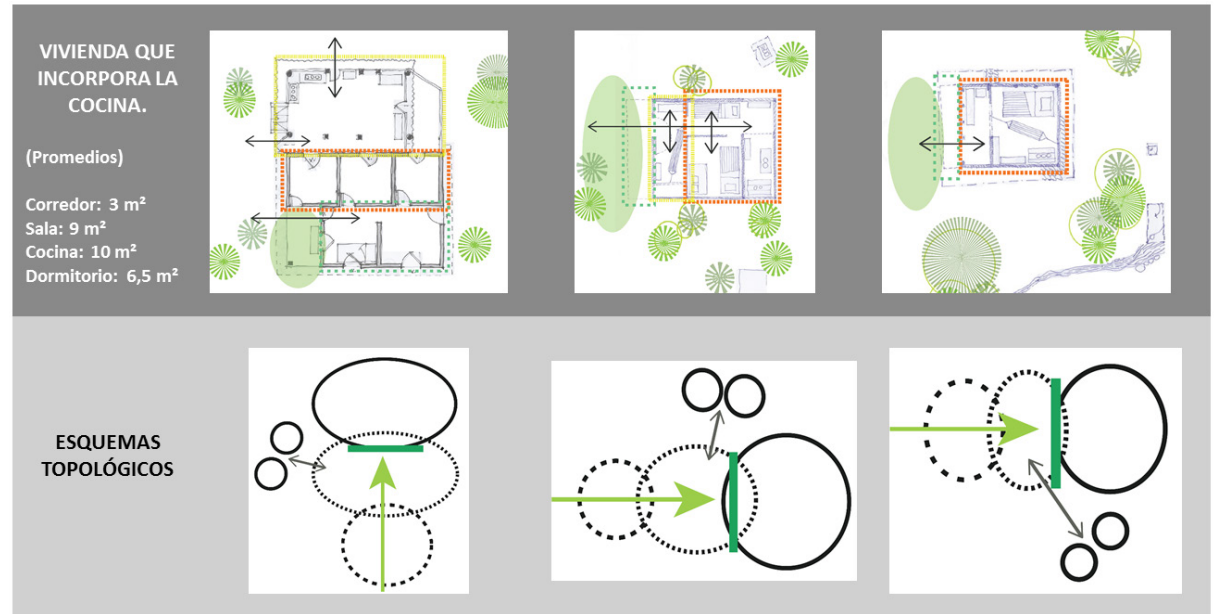 VIVIENDA QUE
INCORPORA LA
COCINA.
(Promedios)
Corredor: 3 m²
Sala: 9 m²
Cocina: 10 m²
Dormitorio: 6,5 m²
ESQUEMAS
TOPOLÓGICOS